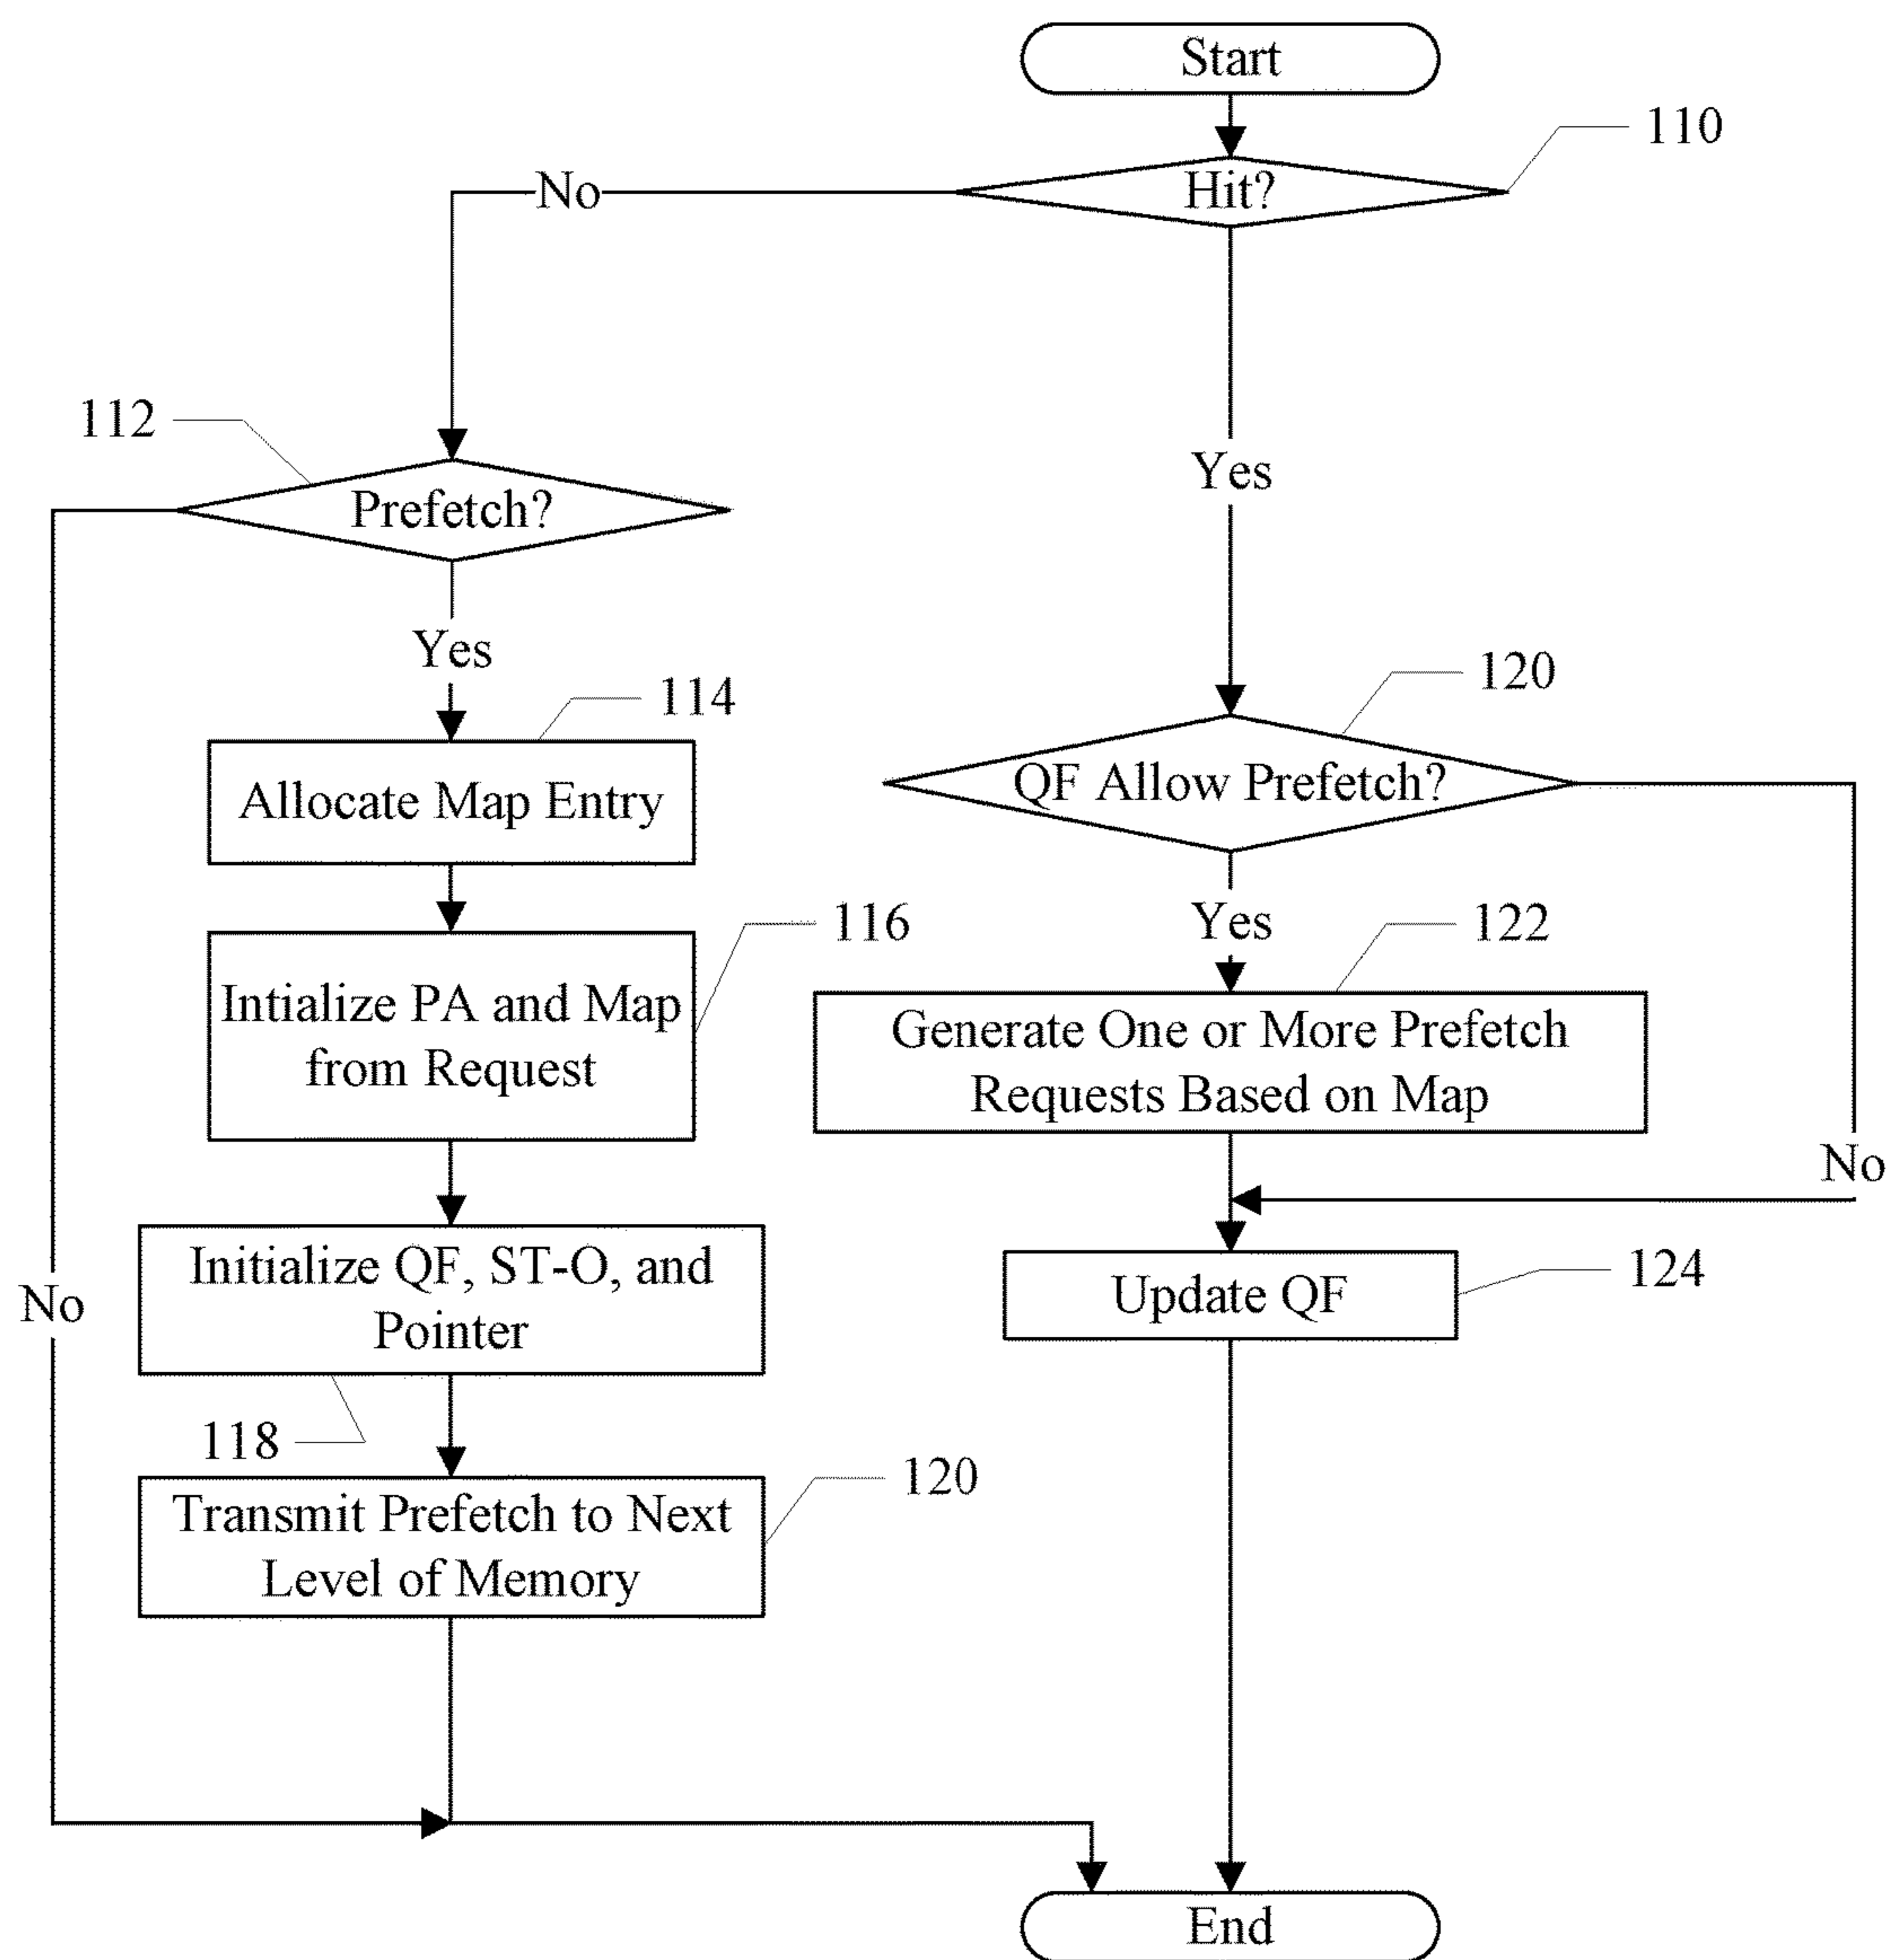 Start
110
Hit?
No
112
Prefetch?
Yes
Yes
114
120
Allocate Map Entry
QF Allow Prefetch?
116
Yes
122
Intialize PA and Map
from Request
Generate One or More Prefetch
Requests Based on Map
No
Initialize QF, ST-O, and
Pointer
No
Update QF
124
118
120
Transmit Prefetch to Next
Level of Memory
End